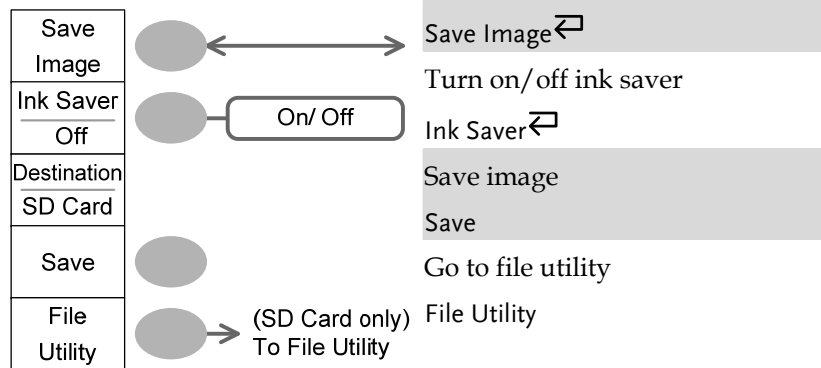 Save
Image
Ink Saver
Off
Destination
SD Card
Save
File
Utility
On/ Off
(SD Card only)
To File Utility
Save Image
Turn on/off ink saver
Ink Saver
Save image
Save
Go to file utility
File Utility